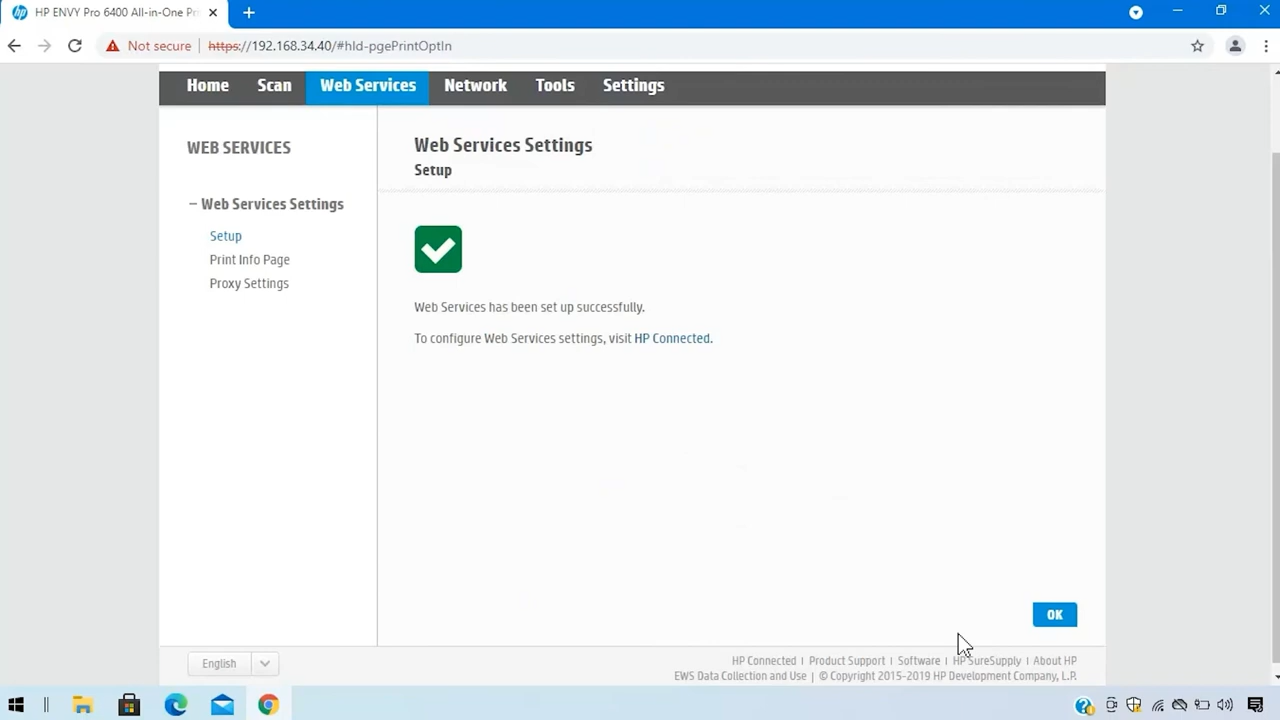 HP ENVY Pro 6400 All-in-One Pri
Not secure https://192.168.34.40/#hId-pgePrintOptIn
Home Scan Web Services Network Tools Settings
WEB SERVICES
Web Services Settings
Setup
Print Info Page
Proxy Settings
Web Services Settings
Setup
Web Services has been set up successfully.
To configure Web Services settings, visit HP Connected.
OK
English
HP Connected | Product Support | Software | HP SureSupply | About HP
EWS Data Collection and Use | © Copyright 2015-2019 HP Development Company, L.P.